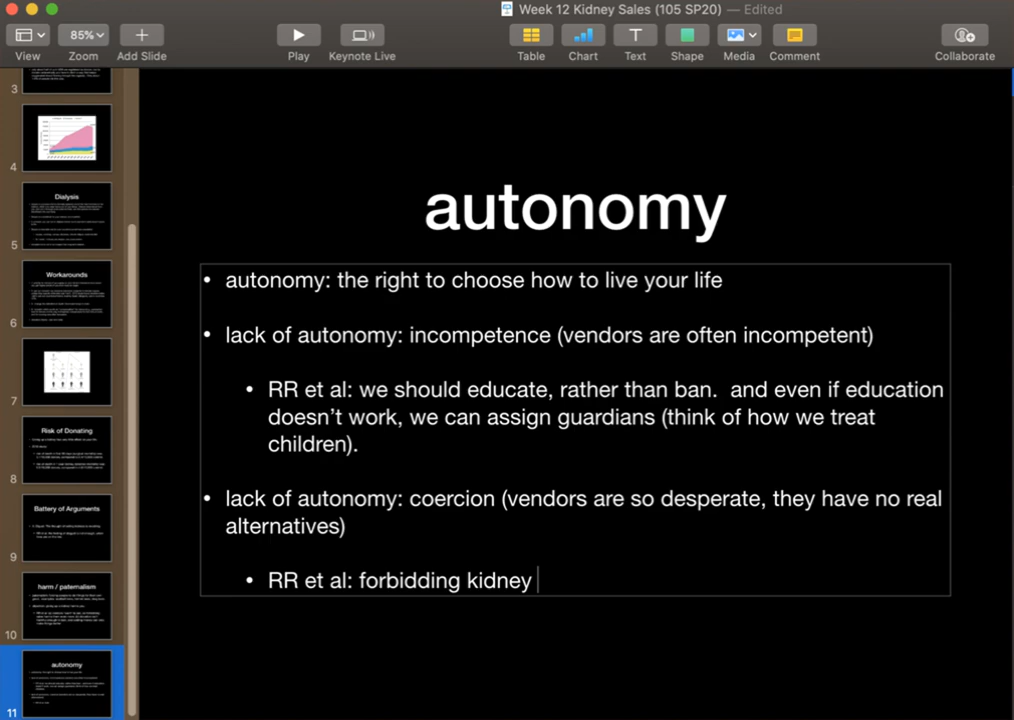 Week 12 Kidney Sales (105 SP20) — Edited
85%
View
Zoom
Add Slide
Play
Keynote Live
Table
Chart
Text
Shape
Media
Comment
Collaborate
3
4
Dialysis
5
Workarounds
6
7
Risk of Donating
8
Battery of Arguments
9
harm / paternalism
10
autonomy
11
autonomy
• autonomy: the right to choose how to live your life
• lack of autonomy: incompetence (vendors are often incompetent)
• RR et al: we should educate, rather than ban.  and even if education
doesn’t work, we can assign guardians (think of how we treat
children).
• lack of autonomy: coercion (vendors are so desperate, they have no real
alternatives)
• RR et al: forbidding kidney